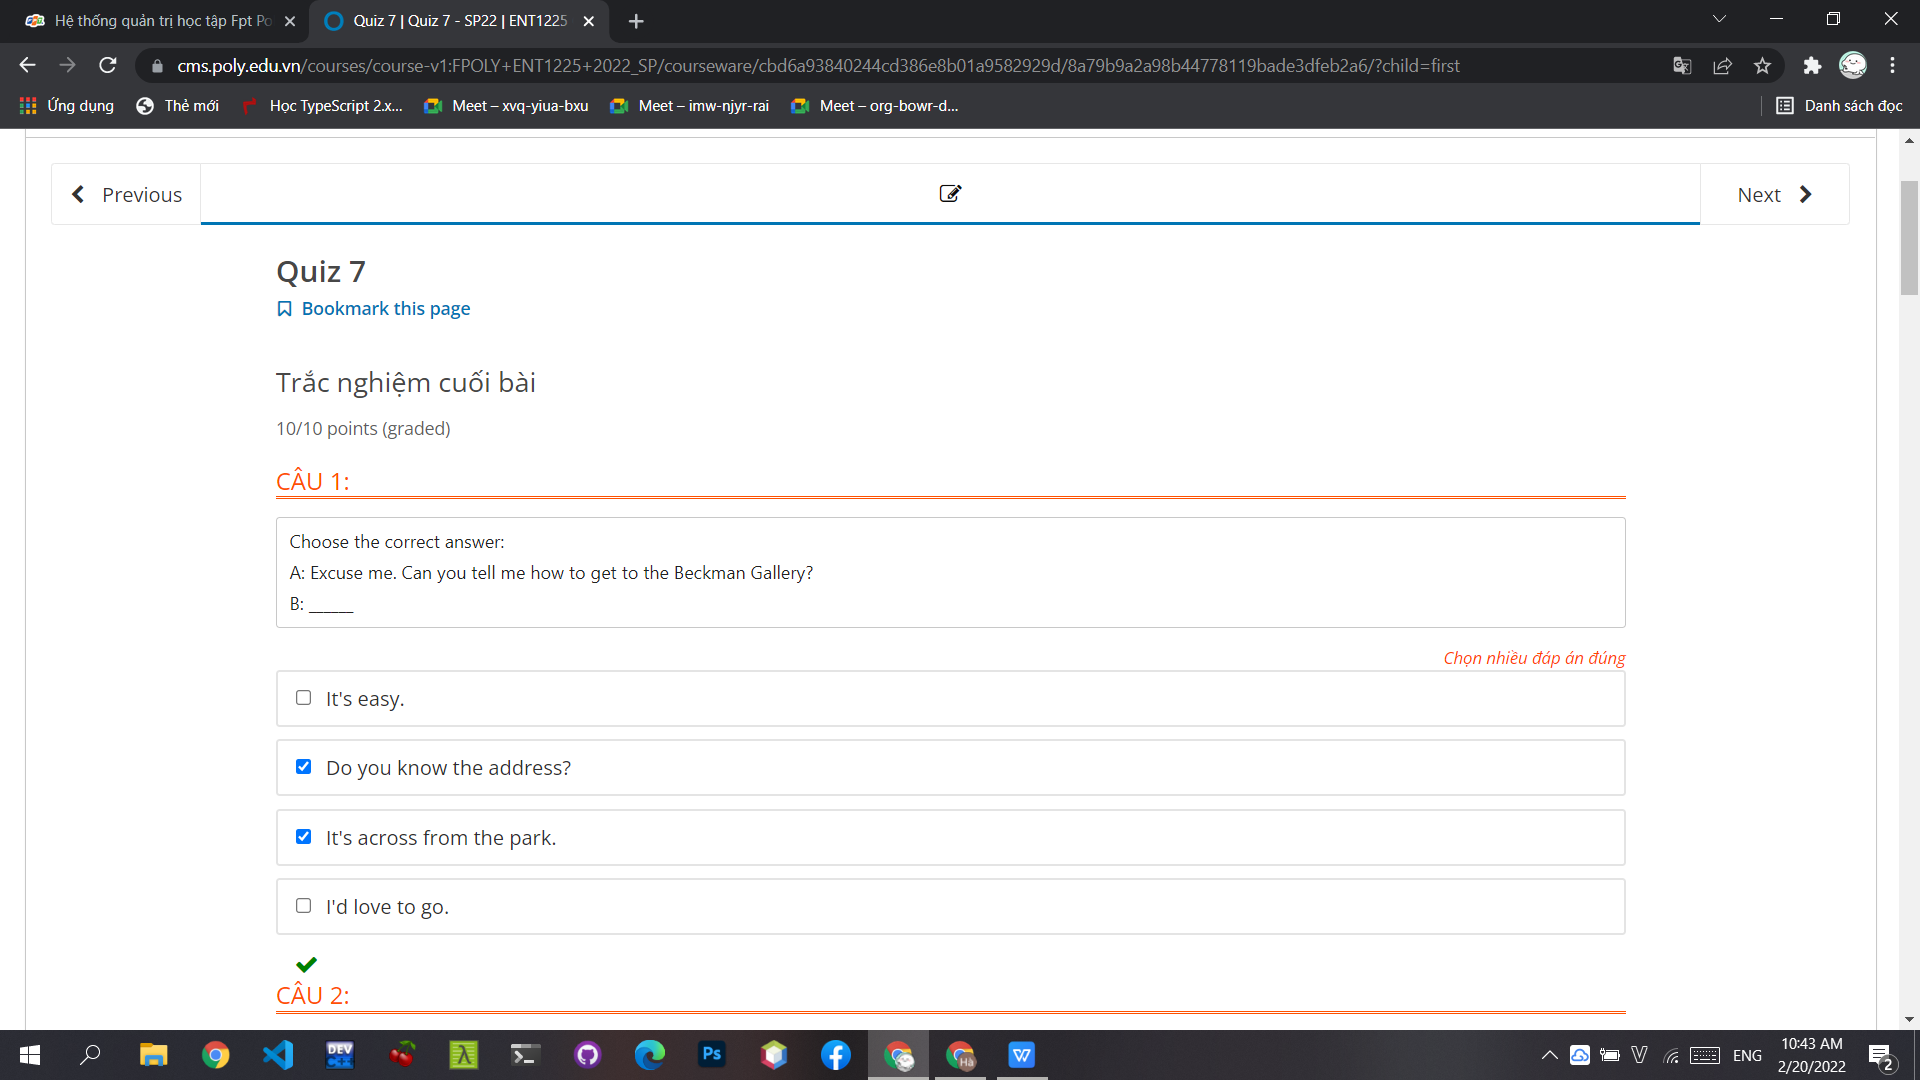 Hệ thống quản trị học tập Fpt Po
Quiz 7 | Quiz 7 - SP22 | ENT1225
cms.poly.edu.vn/courses/course-v1:FPOLY+ENT1225+2022_SP/courseware/cbd6a93840244cd386e8b01a9582929d/8a79b9a2a98b44778119bade3dfeb2a6/?child=first
Ứng dụng
Thẻ mới
Học TypeScript 2.x...
Meet – xvq-yiua-bxu
Meet – imw-njyr-rai
Meet – org-bowr-d...
Danh sách đọc
Previous
Next
Quiz 7
Bookmark this page
Trắc nghiệm cuối bài
10/10 points (graded)
CÂU 1:
Choose the correct answer:
A: Excuse me. Can you tell me how to get to the Beckman Gallery?
B: _____
Chọn nhiều đáp án đúng
It's easy.
Do you know the address?
It's across from the park.
I'd love to go.
CÂU 2:
DEV
C++
Ps
Hà
W
V
ENG
10:43 AM
2/20/2022
2